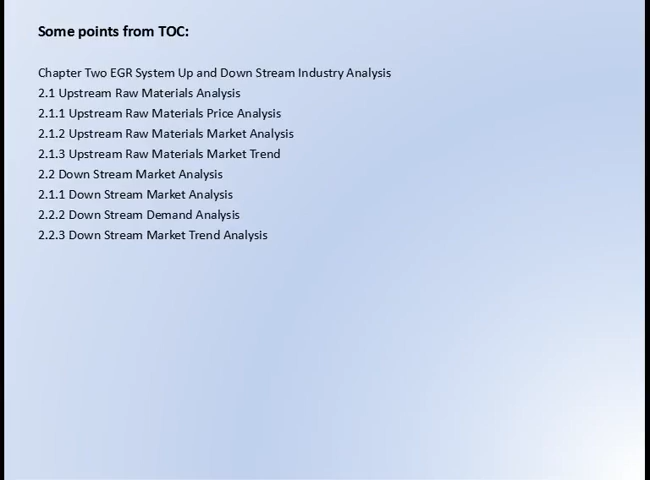 Some points from TOC:
Chapter Two EGR System Up and Down Stream Industry Analysis
2.1 Upstream Raw Materials Analysis
2.1.1 Upstream Raw Materials Price Analysis
2.1.2 Upstream Raw Materials Market Analysis
2.1.3 Upstream Raw Materials Market Trend
2.2 Down Stream Market Analysis
2.1.1 Down Stream Market Analysis
2.2.2 Down Stream Demand Analysis
2.2.3 Down Stream Market Trend Analysis